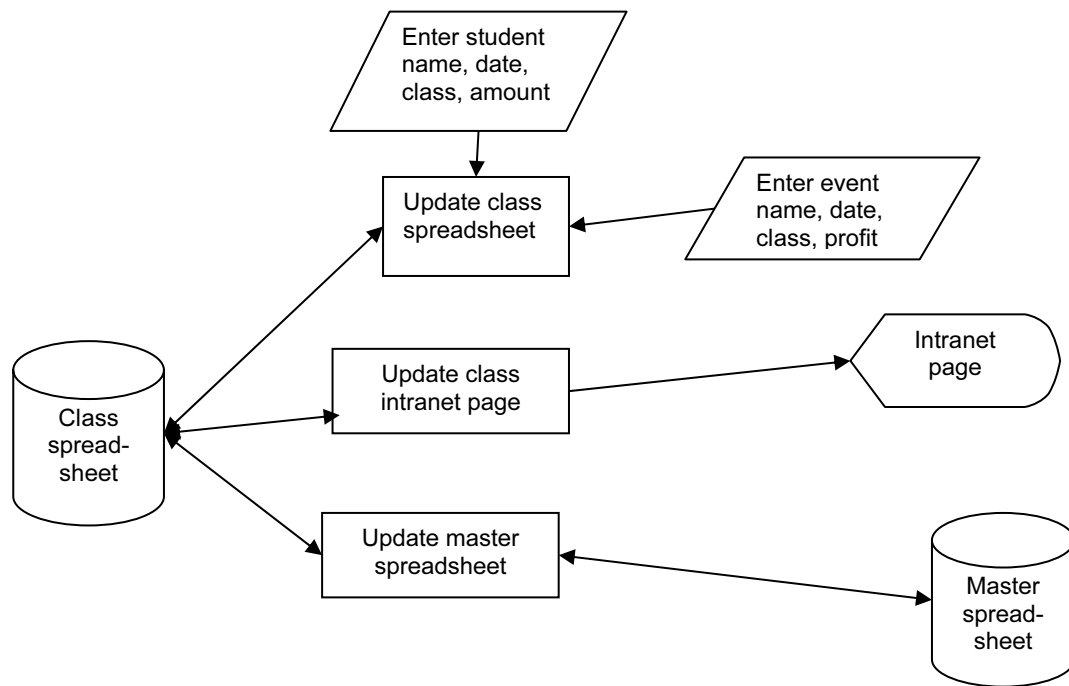 Enter student
name, date,
class, amount
Update class
spreadsheet
Enter event
name, date,
class, profit
Intranet
page
Update class
intranet page
Class
spread-
sheet
Update master
spreadsheet
Master
spread-
sheet